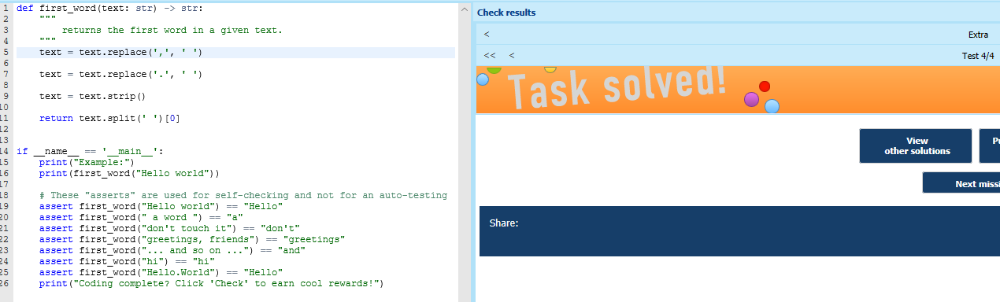 1 def first_word(text: str) -> str:
2 """
3 returns the first word in a given text.
4 """
5 text = text.replace(',', ' ')
6
7 text = text.replace('.', ' ')
8
9 text = text.strip()
10
11 return text.split(' ')[0]
12
13
14 if __name__ == '__main__':
15 print("Example:")
16 print(first_word("Hello world"))
17
18 # These "asserts" are used for self-checking and not for an auto-testing
19 assert first_word("Hello world") == "Hello"
20 assert first_word(" a word ") == "a"
21 assert first_word("don't touch it") == "don't"
22 assert first_word("greetings, friends") == "greetings"
23 assert first_word("... and so on ...") == "and"
24 assert first_word("hi") == "hi"
25 assert first_word("Hello.World") == "Hello"
26 print("Coding complete? Click 'Check' to earn cool rewards!")
Check results
< Extra
<< < Test 4/4
Task solved!
View
other solutions
Next
Share: